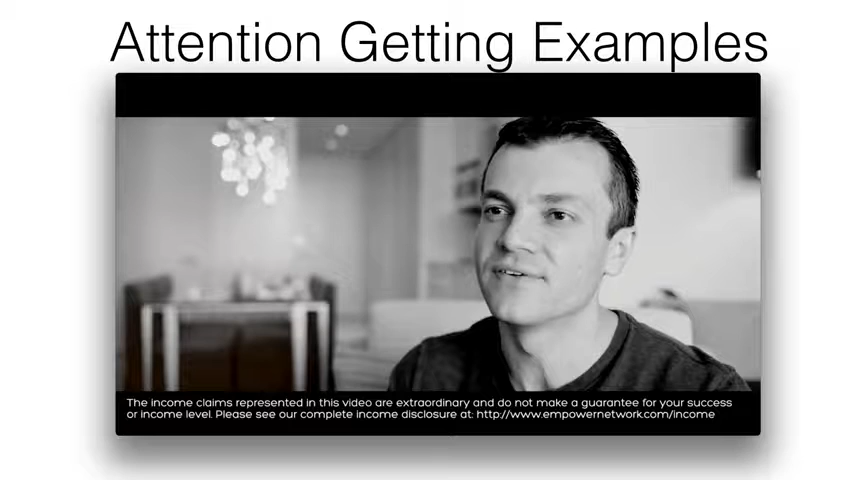 Attention Getting Examples
The income claims represented in this video are extraordinary and do not make a guarantee for your success
or income level. Please see our complete income disclosure at: http://www.empowernetwork.com/income